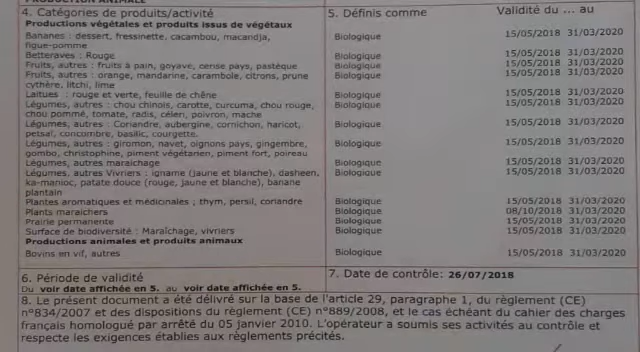 PRODUCTION ANIMALE
4. Catégories de produits/activité 5. Définis comme Validité du ... au
Productions végétales et produits issus de végétaux
Bananes : dessert, fressinette, cacambou, macandja, figue-pomme Biologique 15/05/2018 31/03/2020
Betteraves : Rouge Biologique 15/05/2018 31/03/2020
Fruits, autres : fruits à pain, goyave, cerise pays, pastèque Biologique 15/05/2018 31/03/2020
Fruits, autres : orange, mandarine, carambole, citrons, prune Biologique 15/05/2018 31/03/2020
cythère, litchi, lime
Laitues : rouge et verte, feuille de chêne Biologique 15/05/2018 31/03/2020
Légumes, autres : chou chinois, carotte, curcuma, chou rouge, Biologique 15/05/2018 31/03/2020
chou pommé, tomate, radis, céleri, poivron, mache
Légumes, autres : Coriandre, aubergine, cornichon, haricot, Biologique 15/05/2018 31/03/2020
petsai, concombre, basilic, courgette.
Légumes, autres : giromon, navet, oignons pays, gingembre, Biologique 15/05/2018 31/03/2020
gombo, christophine, piment végétarien, piment fort, poireau
Légumes, autres maraichage Biologique 15/05/2018 31/03/2020
Légumes, autres Vivriers : igname (jaune et blanche), dasheen, Biologique 15/05/2018 31/03/2020
ka-manioc, patate douce (rouge, jaune et blanche), banane
plantain
Plantes aromatiques et médicinales ; thym, persil, coriandre Biologique 15/05/2018 31/03/2020
Plants maraichers Biologique 08/10/2018 31/03/2020
Prairie permanente Biologique 15/05/2018 31/03/2020
Surface de biodiversité : Maraîchage, vivriers Biologique 15/05/2018 31/03/2020
Productions animales et produits animaux
Bovins en vif, autres Biologique 15/05/2018 31/03/2020
6. Période de validité 7. Date de contrôle: 26/07/2018
Du voir date affichée en 5. au voir date affichée en 5.
8. Le présent document a été délivré sur la base de l'article 29, paragraphe 1, du règlement (CE)
n°834/2007 et des dispositions du règlement (CE) n°889/2008, et le cas échéant du cahier des charges
français homologué par arrêté du 05 janvier 2010. L'opérateur a soumis ses activités au contrôle et
respecte les exigences établies aux règlements précités.